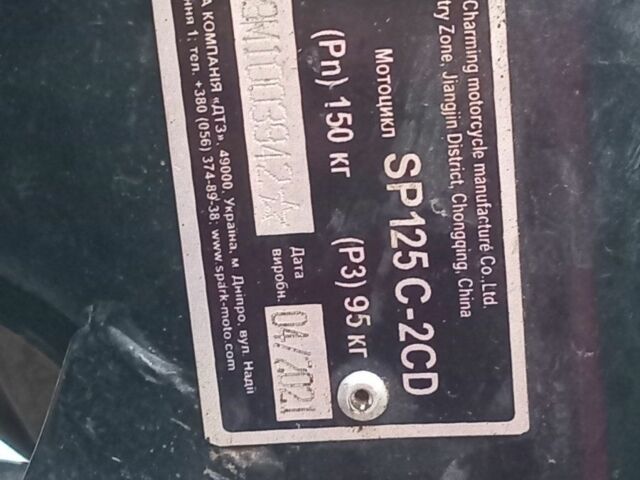 Charming motorcycle manufacture Co.,Ltd.
try Zone, Jiangjin District, Chongqing, China
Мотоцикл SP125C-2CD
(Pп) 150 кг (P3) 95 кг
Дата
виробн. 04/2021
А КОМПАНІЯ «ДТЗ», 49000, Україна, м. Дніпро, вул. Надії
ння 1; тел. +380 (056) 374-89-38; www.spark-moto.com